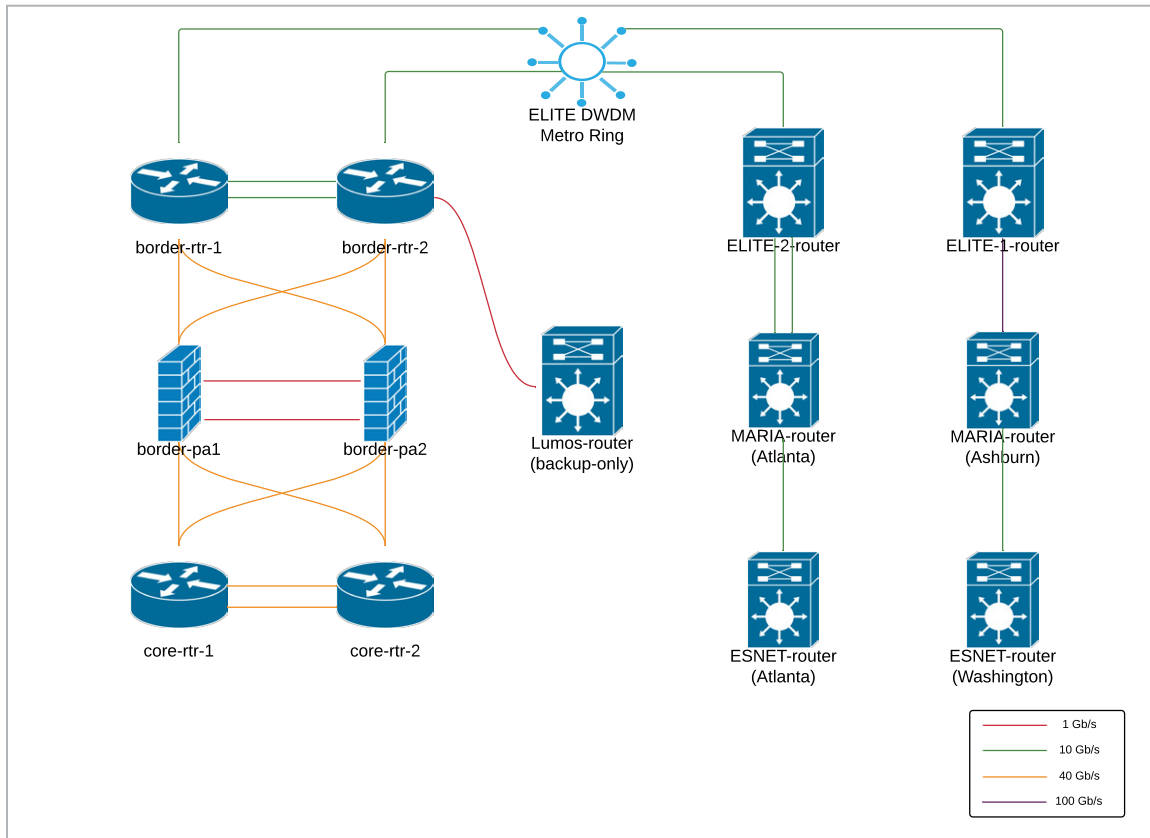 ELITE DWDM
Metro Ring
border-rtr-1
border-rtr-2
ELITE-2-router
ELITE-1-router
border-pa1
border-pa2
Lumos-router
(backup-only)
MARIA-router
(Atlanta)
MARIA-router
(Ashburn)
core-rtr-1
core-rtr-2
ESNET-router
(Atlanta)
ESNET-router
(Washington)
1 Gb/s
10 Gb/s
40 Gb/s
100 Gb/s